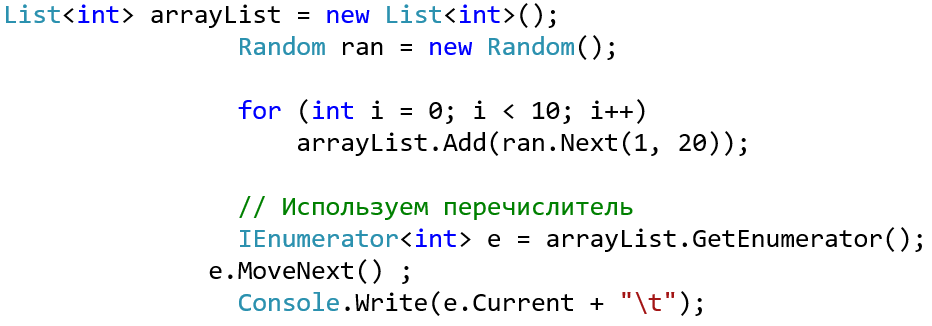 List<int> arrayList = new List<int>();
Random ran = new Random();
for (int i = 0; i < 10; i++)
arrayList.Add(ran.Next(1, 20));
// Используем перечислитель
IEnumerator<int> e = arrayList.GetEnumerator();
e.MoveNext() ;
Console.Write(e.Current + "\t");